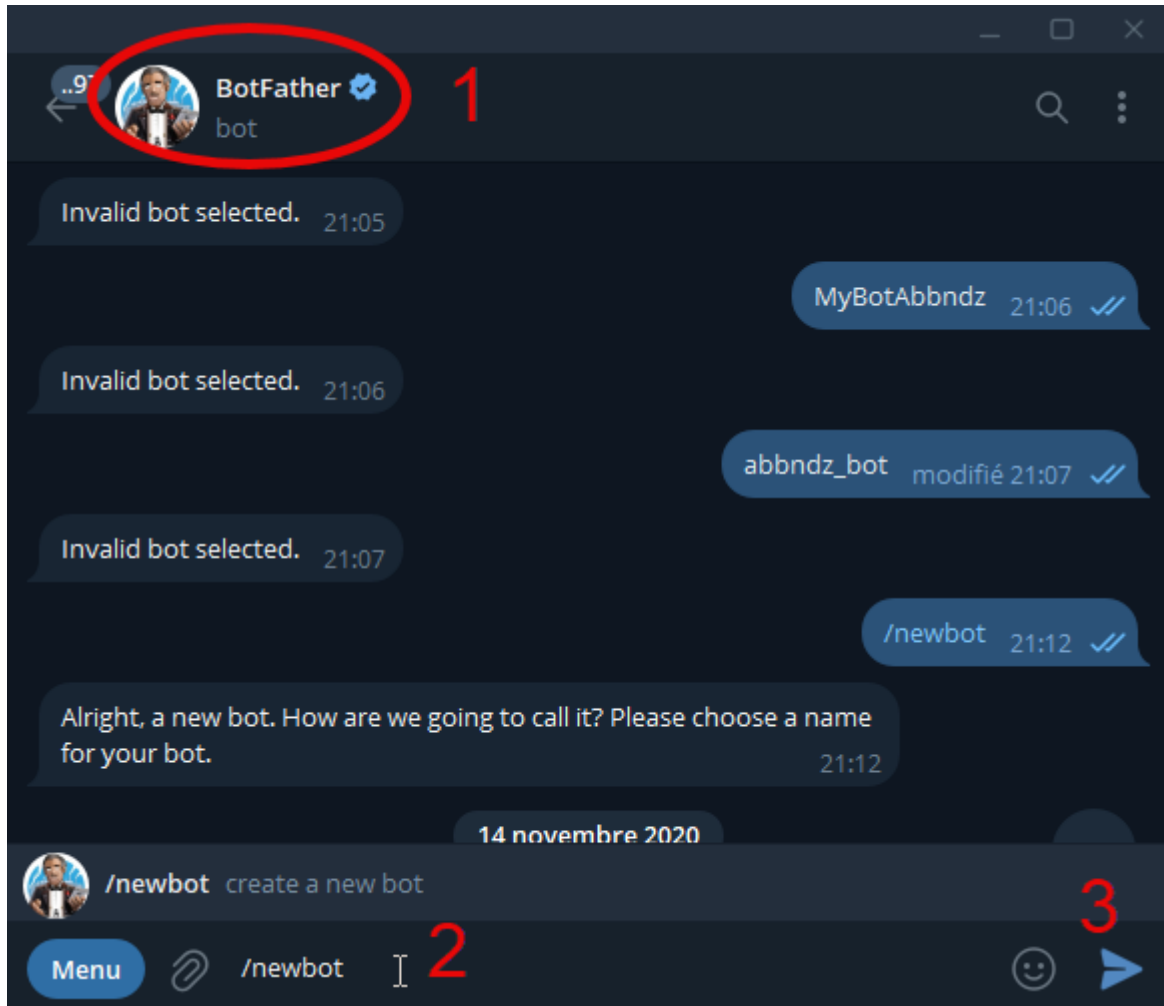 ..97
BotFather
1
bot
Invalid bot selected. 21:05
MyBotAbbndz 21:06
Invalid bot selected. 21:06
abbndz_bot modifié 21:07
Invalid bot selected. 21:07
/newbot 21:12
Alright, a new bot. How are we going to call it? Please choose a name
for your bot. 21:12
14 novembre 2020
/newbot create a new bot
3
Menu /newbot 2